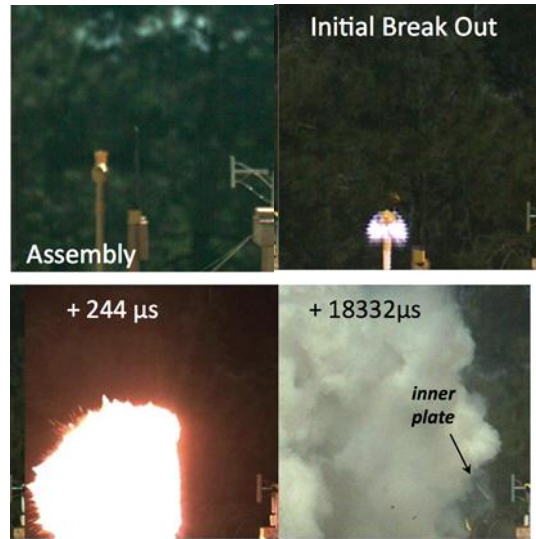 Assembly
Initial Break Out
+ 244 µs
+ 18332µs
inner
plate